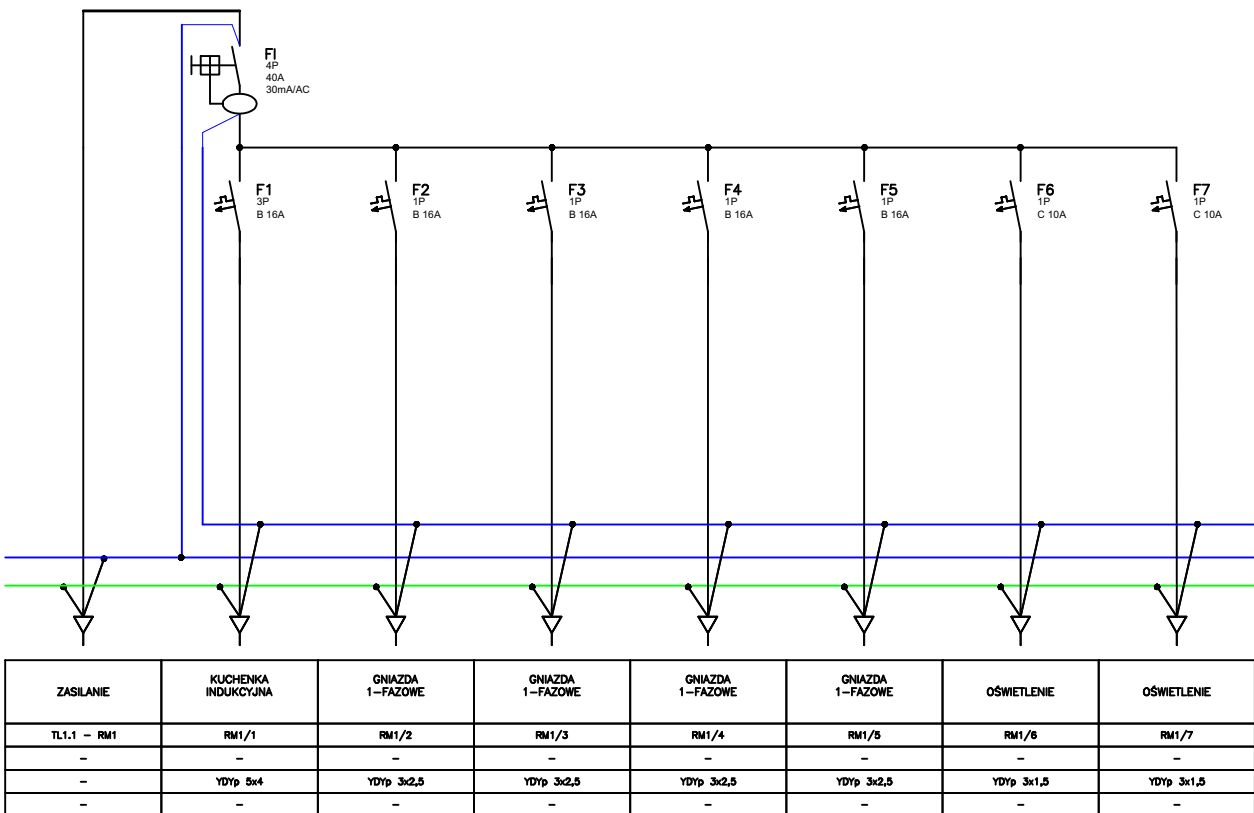 FI
4P
40A
30mA/AC
F1
3P
B 16A
F2
1P
B 16A
F3
1P
B 16A
F4
1P
B 16A
F5
1P
B 16A
F6
1P
C 10A
F7
1P
C 10A
ZASILANIE
KUCHENKA
INDUKCYJNA
GNIAZDA
1-FAZOWE
GNIAZDA
1-FAZOWE
GNIAZDA
1-FAZOWE
GNIAZDA
1-FAZOWE
OŚWIETLENIE
OŚWIETLENIE
TL1.1 - RM1
RM1/1
RM1/2
RM1/3
RM1/4
RM1/5
RM1/6
RM1/7
- - - - - - - -
-
YDYp 5x4
YDYp 3x2,5
YDYp 3x2,5
YDYp 3x2,5
YDYp 3x2,5
YDYp 3x1,5
YDYp 3x1,5
- - - - - - - -